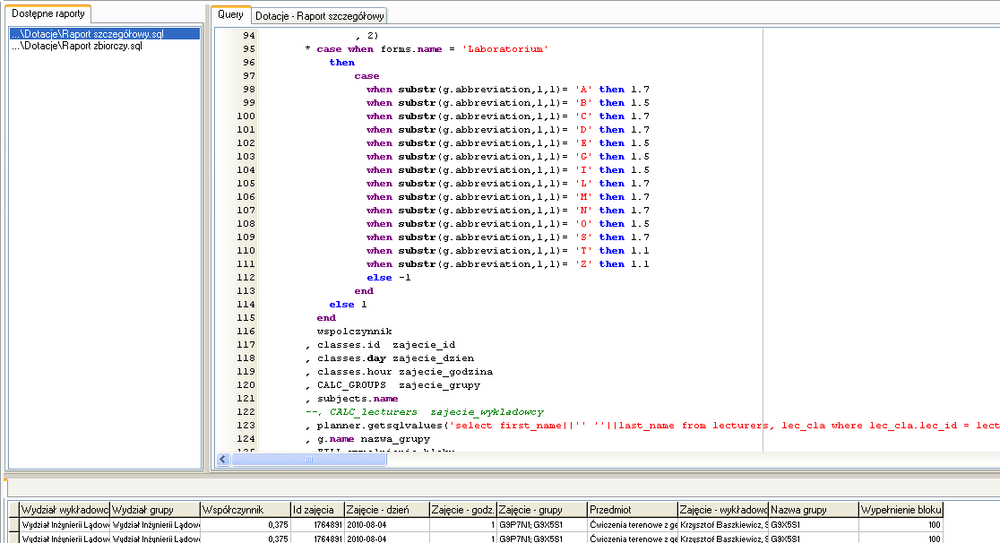 Dostępne raporty
...\Dotacje\Raport szczegółowy.sql
...\Dotacje\Raport zbiorczy.sql
Query
Dotacje - Raport szczegółowy
94 , 2)
95 * case when forms.name = 'Laboratorium'
96 then
97 case
98 when substr(g.abbreviation,1,1)= 'A' then 1.7
99 when substr(g.abbreviation,1,1)= 'B' then 1.5
100 when substr(g.abbreviation,1,1)= 'C' then 1.7
101 when substr(g.abbreviation,1,1)= 'D' then 1.7
102 when substr(g.abbreviation,1,1)= 'E' then 1.5
103 when substr(g.abbreviation,1,1)= 'G' then 1.5
104 when substr(g.abbreviation,1,1)= 'I' then 1.5
105 when substr(g.abbreviation,1,1)= 'L' then 1.7
106 when substr(g.abbreviation,1,1)= 'M' then 1.7
107 when substr(g.abbreviation,1,1)= 'N' then 1.7
108 when substr(g.abbreviation,1,1)= 'O' then 1.5
109 when substr(g.abbreviation,1,1)= 'S' then 1.7
110 when substr(g.abbreviation,1,1)= 'T' then 1.1
111 when substr(g.abbreviation,1,1)= 'Z' then 1.1
112 else -1
113 end
114 else 1
115 end
116 wspolczynnik
117 , classes.id zajecie_id
118 , classes.day zajecie_dzien
119 , classes.hour zajecie_godzina
120 , CALC_GROUPS zajecie_grupy
121 , subjects.name
122 --, CALC_lecturers zajecie_wykladowcy
123 , planner.getsqlvalues('select first_name||'' ''||last_name from lecturers, lec_cla where lec_cla.lec_id = lect
124 , g.name nazwa_grupy
Wydział wykładowc Wydział grupy Współczynnik Id zajęcia Zajęcie - dzień Zajęcie - godz. Zajęcie - grupy Przedmiot Zajęcie - wykładowc Nazwa grupy Wypełnienie bloku
Wydział Inżynierii Lądowe Wydział Inżynierii Lądowe 0,375 1764891 2010-08-04 1 G9P7N1; G9X5S1 Ćwiczenia terenowe z ge Krzysztof Baszkiewicz, S G9X5S1 100
Wydział Inżynierii Lądowe Wydział Inżynierii Lądowe 0,375 1764891 2010-08-04 1 G9P7N1; G9X5S1 Ćwiczenia terenowe z ge Krzysztof Baszkiewicz, S G9X5S1 100